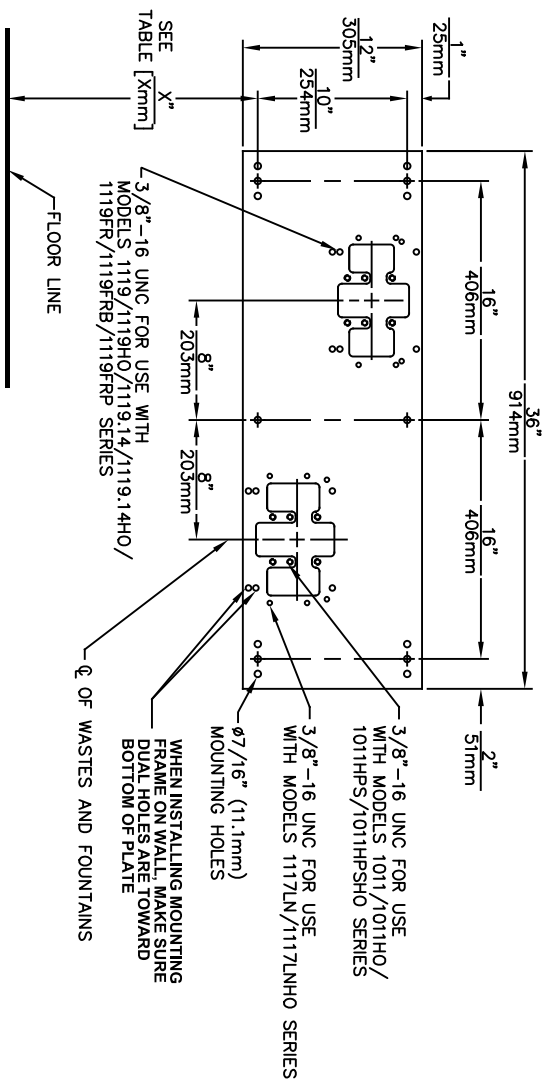 36"
914mm
16"
406mm
16"
406mm
2"
51mm
1"
25mm
12"
305mm
10"
254mm
X"
[Xmm]
SEE
TABLE
8"
203mm
8"
203mm
3/8"-16 UNC FOR USE
WITH MODELS 1011/1011HO/
1011HPS/1011HPSHO SERIES
3/8"-16 UNC FOR USE
WITH MODELS 1117LN/1117LNHO SERIES
ø7/16" (11.1mm)
MOUNTING HOLES
WHEN INSTALLING MOUNTING
FRAME ON WALL, MAKE SURE
DUAL HOLES ARE TOWARD
BOTTOM OF PLATE
℄ OF WASTES AND FOUNTAINS
3/8"-16 UNC FOR USE WITH
MODELS 1119/1119HO/1119.14/1119.14HO/
1119FR/1119FRB/1119FRP SERIES
FLOOR LINE